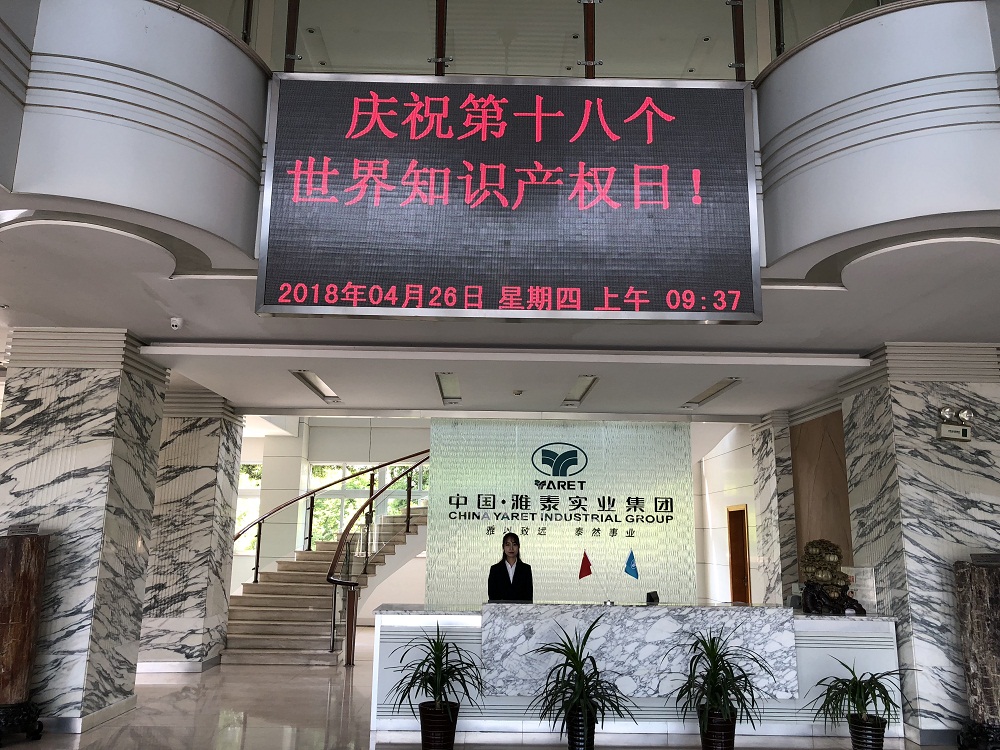 庆祝第十八个
世界知识产权日！
2018年04月26日 星期四 上午 09:37
YARET
中国·雅泰实业集团
CHINA YARET INDUSTRIAL GROUP
雅以致远 泰然事业